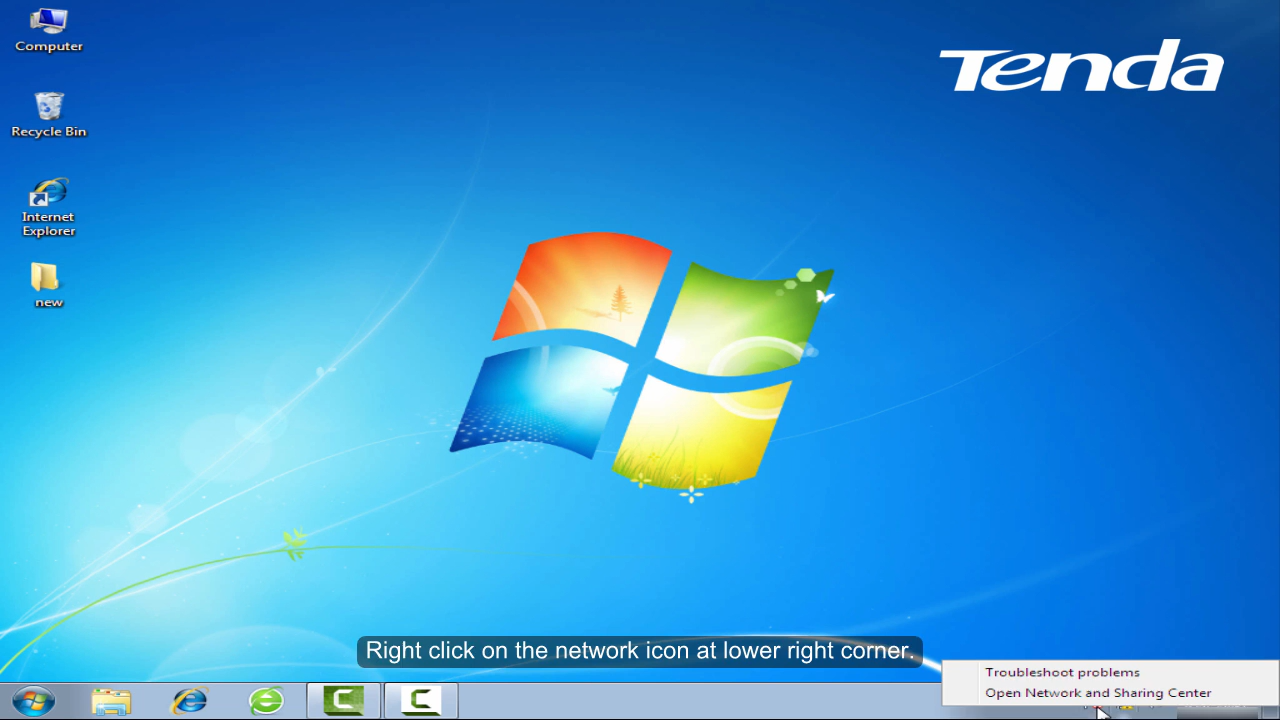 Computer
Tenda
Recycle Bin
Internet
Explorer
new
Right click on the network icon at lower right corner.
Troubleshoot problems
Open Network and Sharing Center